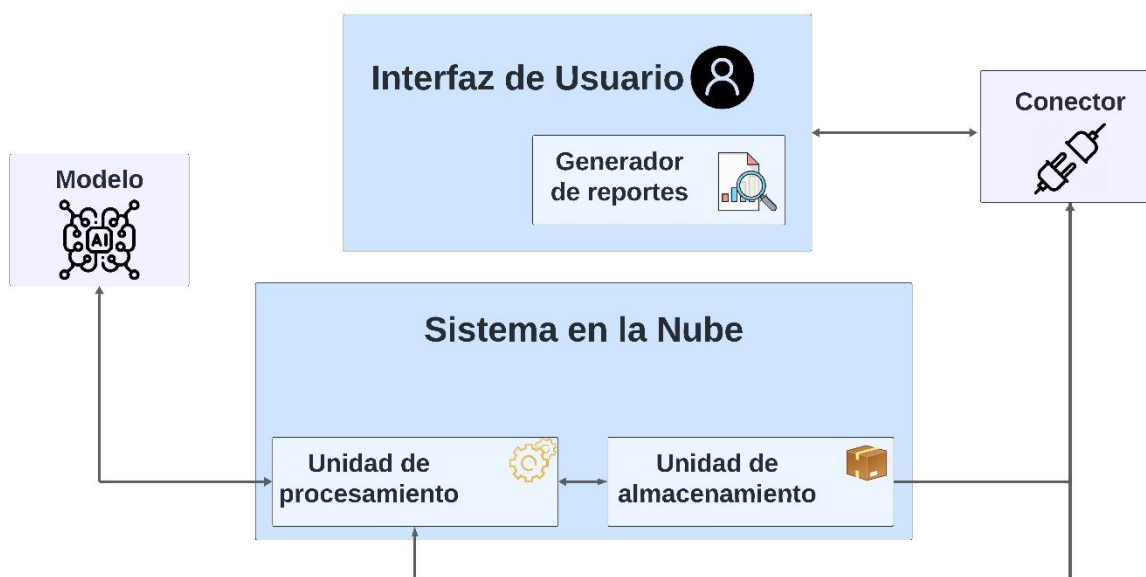 Interfaz de Usuario
Generador
de reportes
Conector
Modelo
AI
Sistema en la Nube
Unidad de
procesamiento
Unidad de
almacenamiento